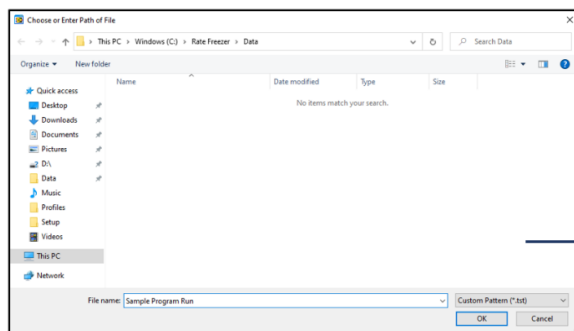 Choose or Enter Path of File
This PC > Windows (C:) > Rate Freezer > Data
Search Data
Organize
New folder
Name
Date modified
Type
Size
No items match your search.
Quick access
Desktop
Downloads
Documents
Pictures
D:\
Data
Music
Profiles
Setup
Videos
This PC
Network
File name: Sample Program Run
Custom Pattern (*.tst)
OK
Cancel